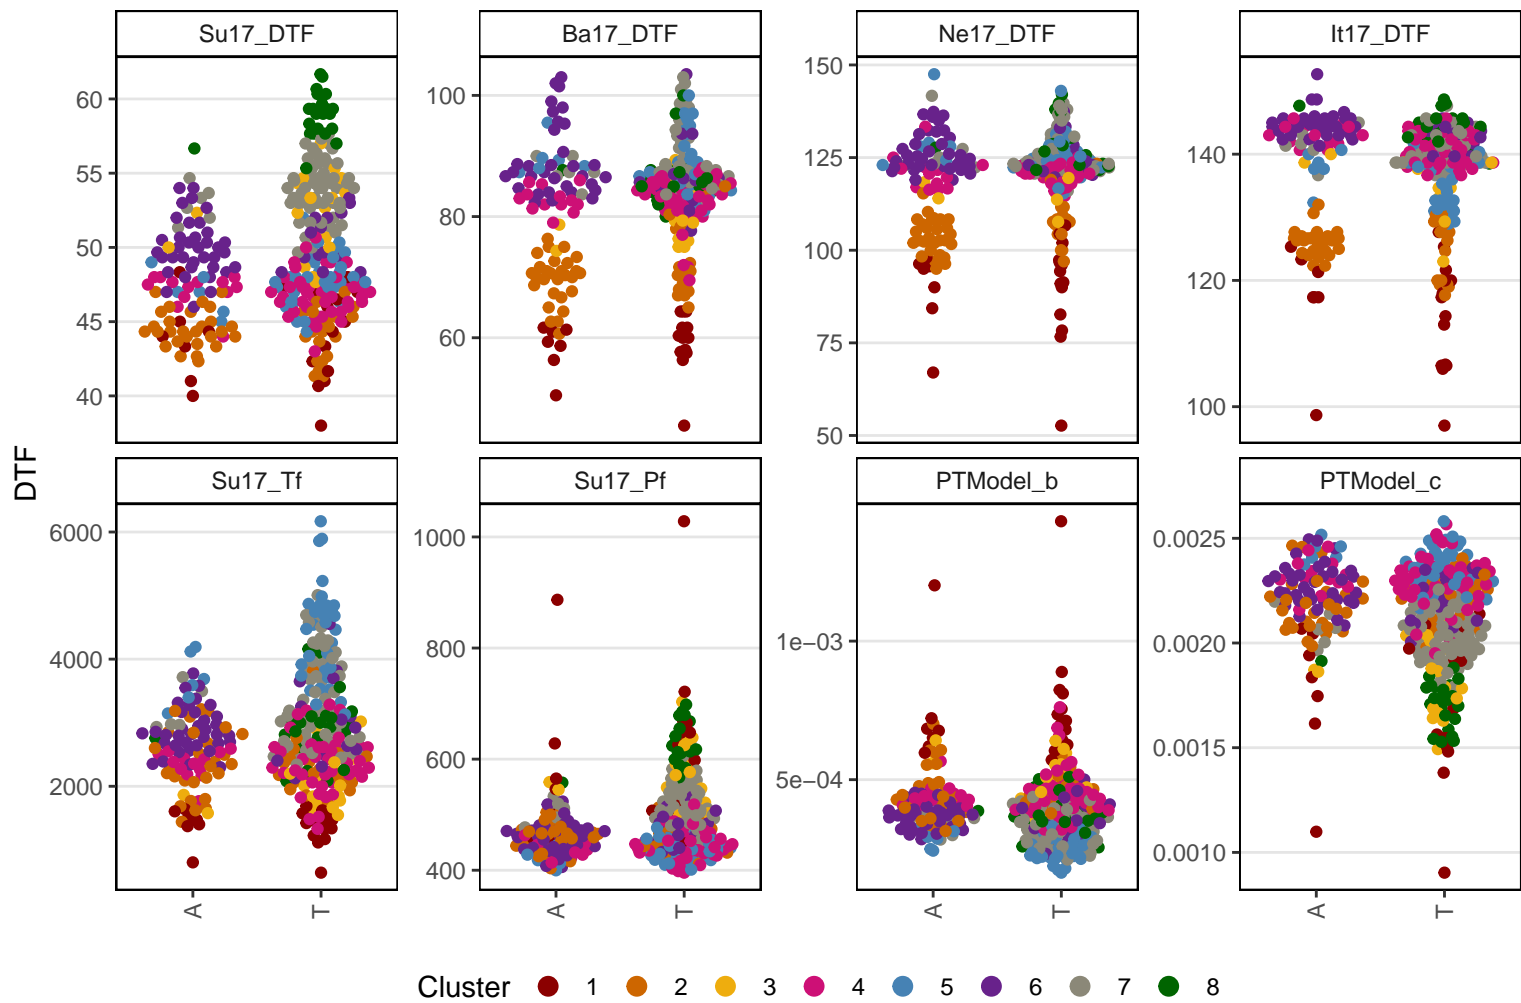 Su17_DTF
Ba17_DTF
Ne17_DTF
It17_DTF
60
55
50
45
40
100
80
60
150
125
100
75
50
140
120
100
DTF
Su17_Tf
Su17_Pf
PTModel_b
PTModel_c
6000
4000
2000
1000
800
600
400
1e−03
5e−04
0.0025
0.0020
0.0015
0.0010
A T A T A T A T
Cluster 1 2 3 4 5 6 7 8